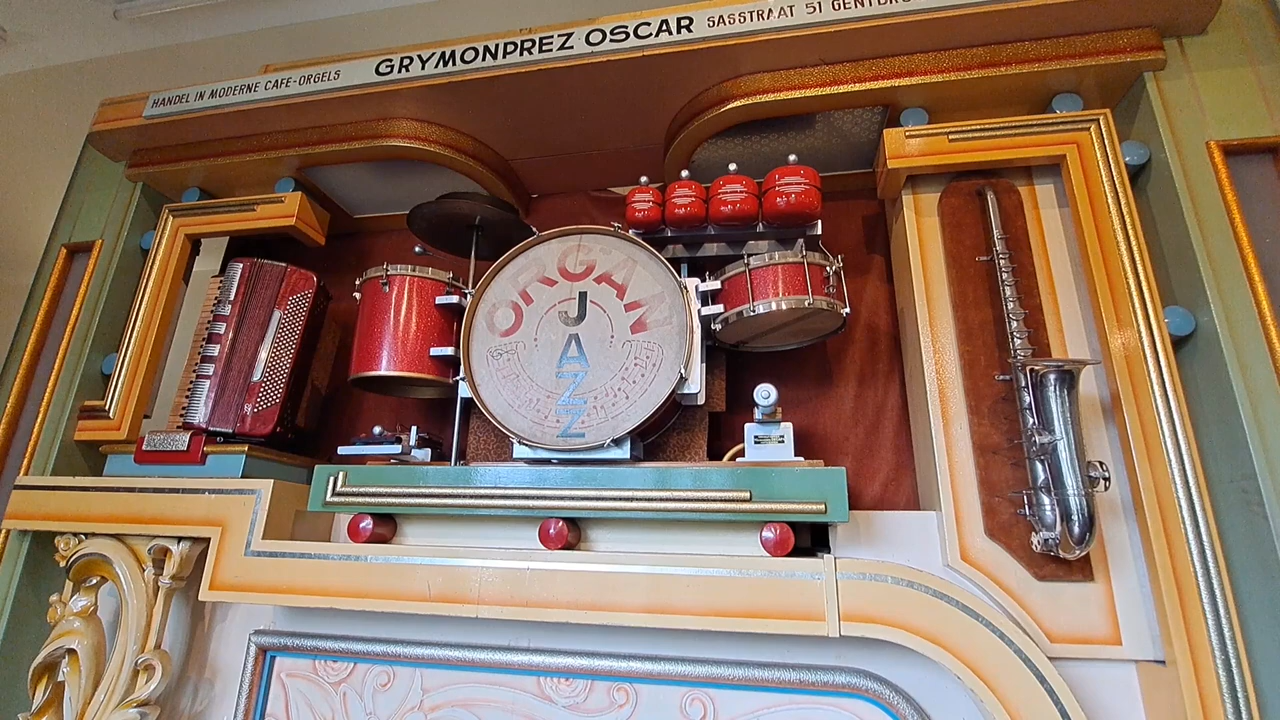 HANDEL IN MODERNE CAFE-ORGELS GRYMONPREZ OSCAR SASSTRAAT 51
ORGAN
JAZZ